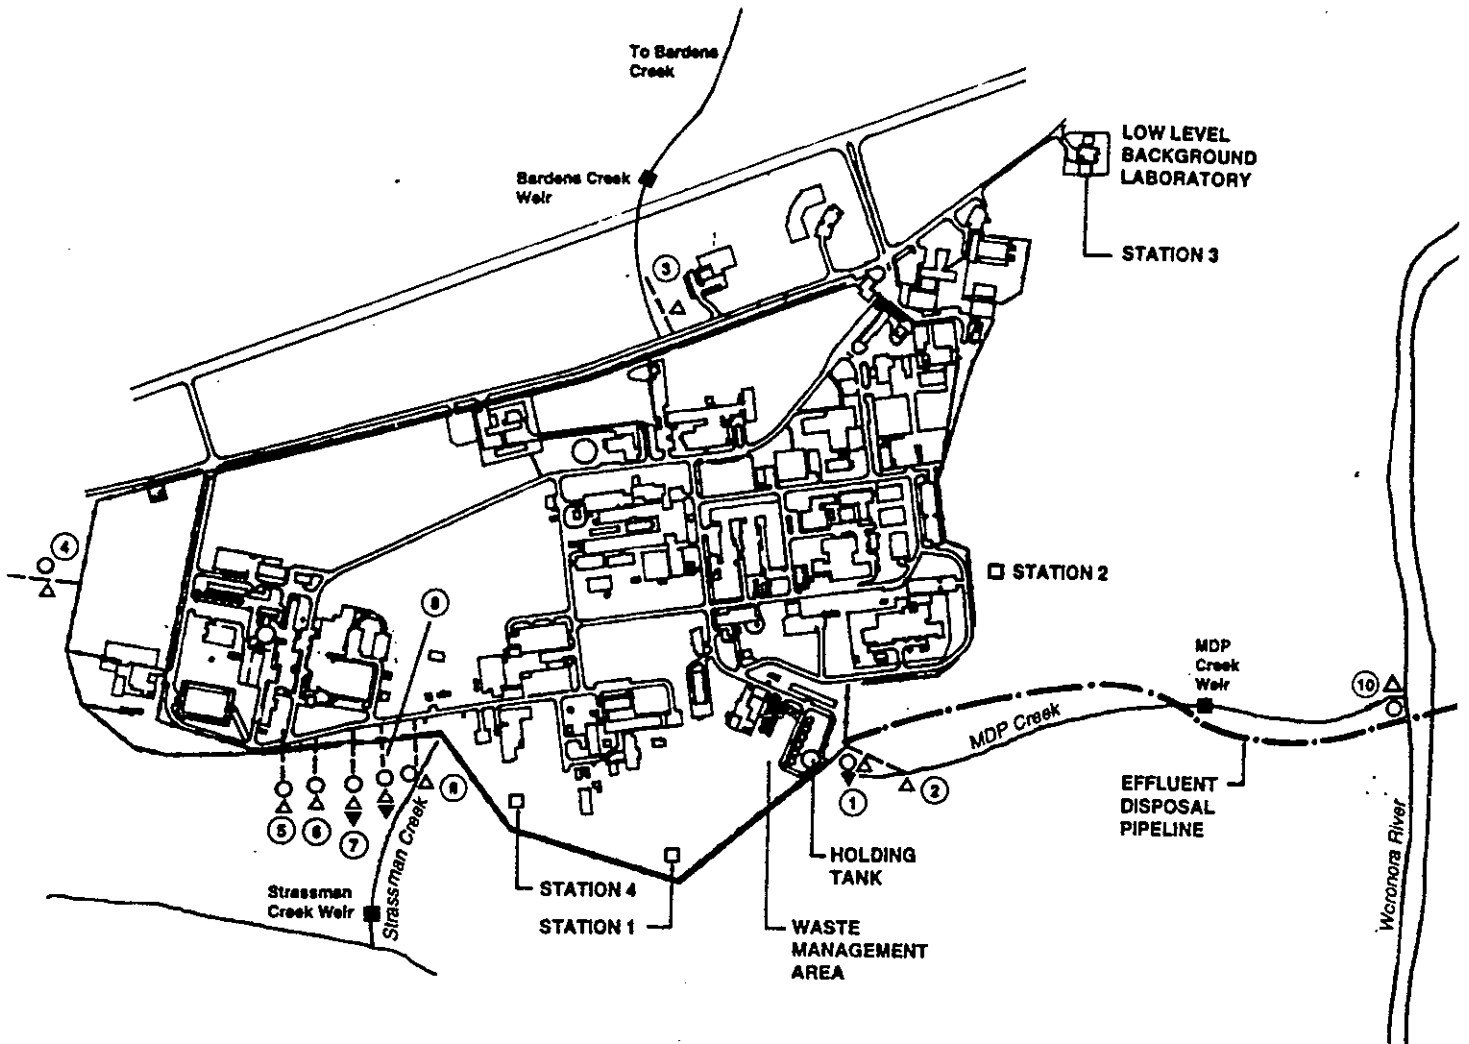 To Bardens
Creek
LOW LEVEL
BACKGROUND
LABORATORY
Bardens Creek
Weir
STATION 3
3
4
STATION 2
8
MDP
Creek
Weir
10
MDP Creek
EFFLUENT
DISPOSAL
PIPELINE
1
2
5
6
7
Strassman Creek
Woronora River
HOLDING
TANK
STATION 4
Strassman
Creek Weir
STATION 1
WASTE
MANAGEMENT
AREA